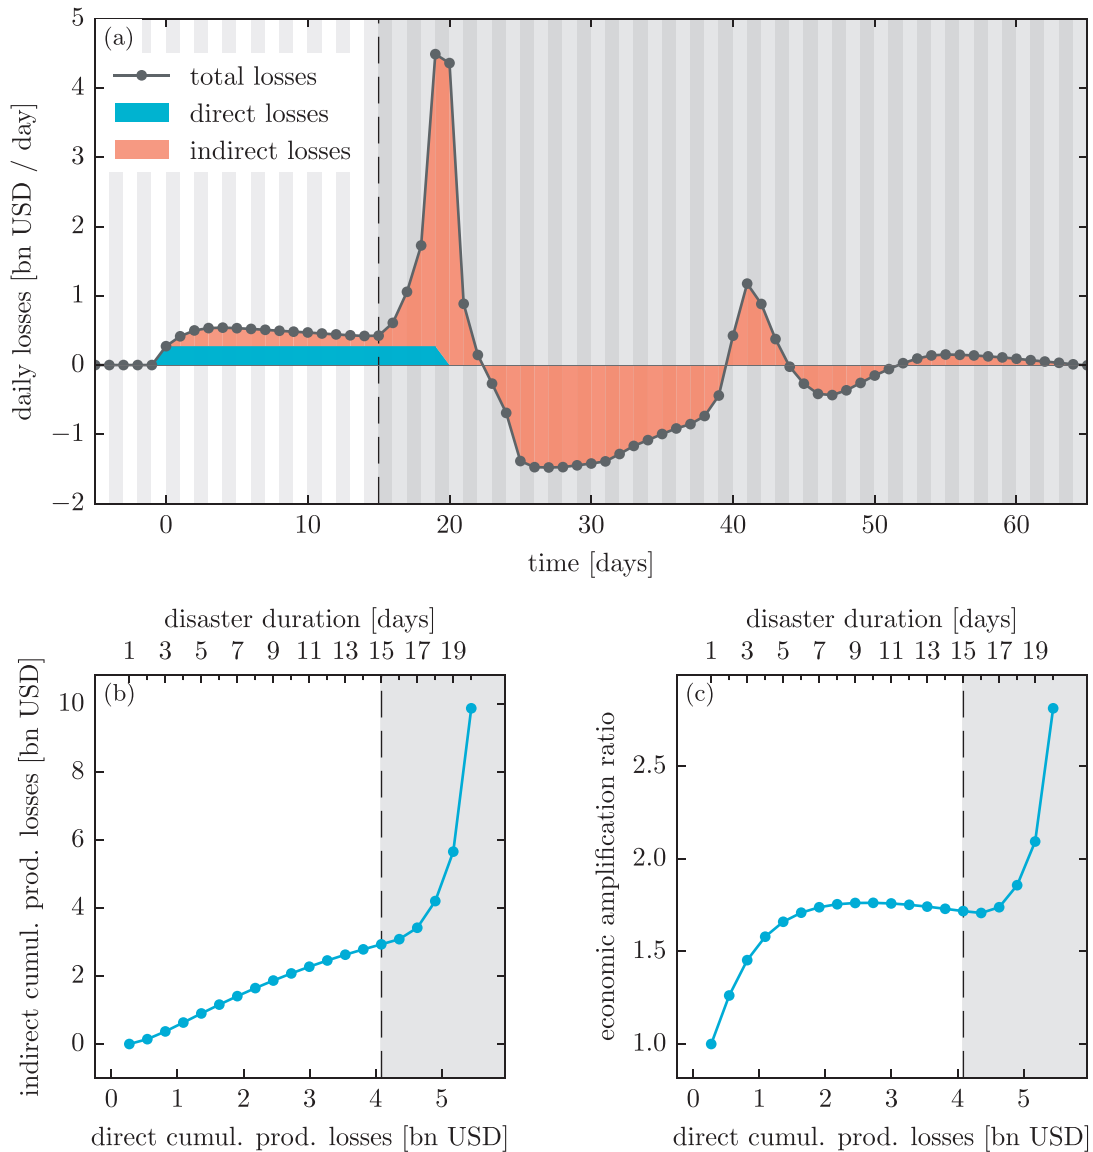 (a)
total losses
direct losses
indirect losses
daily losses [bn USD / day]
5
4
3
2
1
0
−1
−2
0 10 20 30 40 50 60
time [days]
disaster duration [days]
1 3 5 7 9 11 13 15 17 19
(b)
indirect cumul. prod. losses [bn USD]
10
8
6
4
2
0
0 1 2 3 4 5
direct cumul. prod. losses [bn USD]
disaster duration [days]
1 3 5 7 9 11 13 15 17 19
(c)
economic amplification ratio
2.5
2.0
1.5
1.0
0 1 2 3 4 5
direct cumul. prod. losses [bn USD]